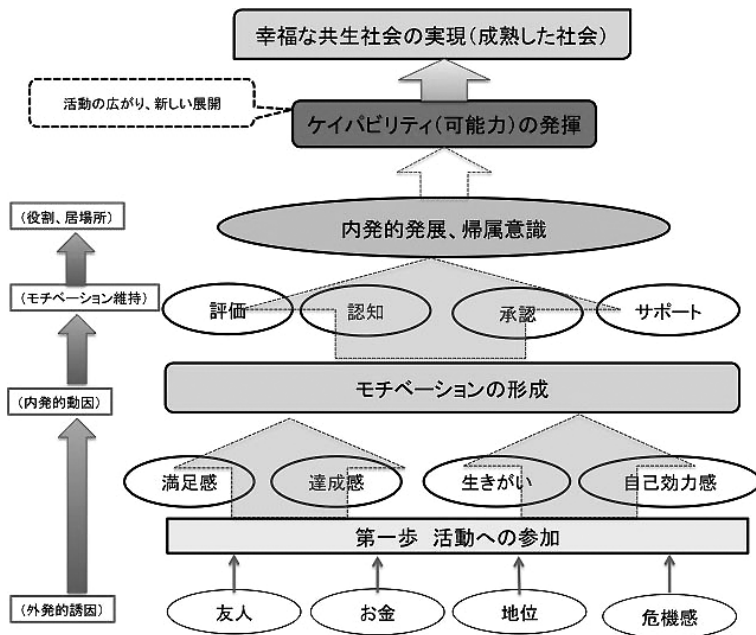 幸福な共生社会の実現(成熟した社会)
活動の広がり、新しい展開
ケイパビリティ(可能力)の発揮
(役割、居場所)
内発的発展、帰属意識
(モチベーション維持)
評価
認知
承認
サポート
(内発的動因)
モチベーションの形成
満足感
達成感
生きがい
自己効力感
第一歩 活動への参加
(外発的誘因)
友人
お金
地位
危機感